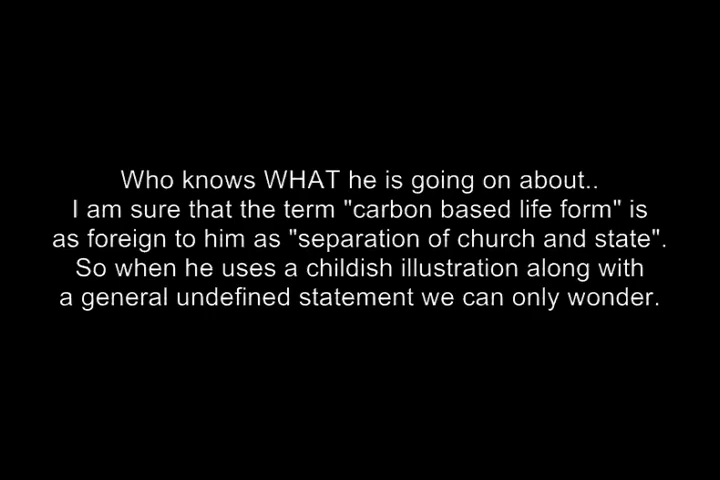 Who knows WHAT he is going on about..
I am sure that the term "carbon based life form" is
as foreign to him as "separation of church and state".
So when he uses a childish illustration along with
a general undefined statement we can only wonder.